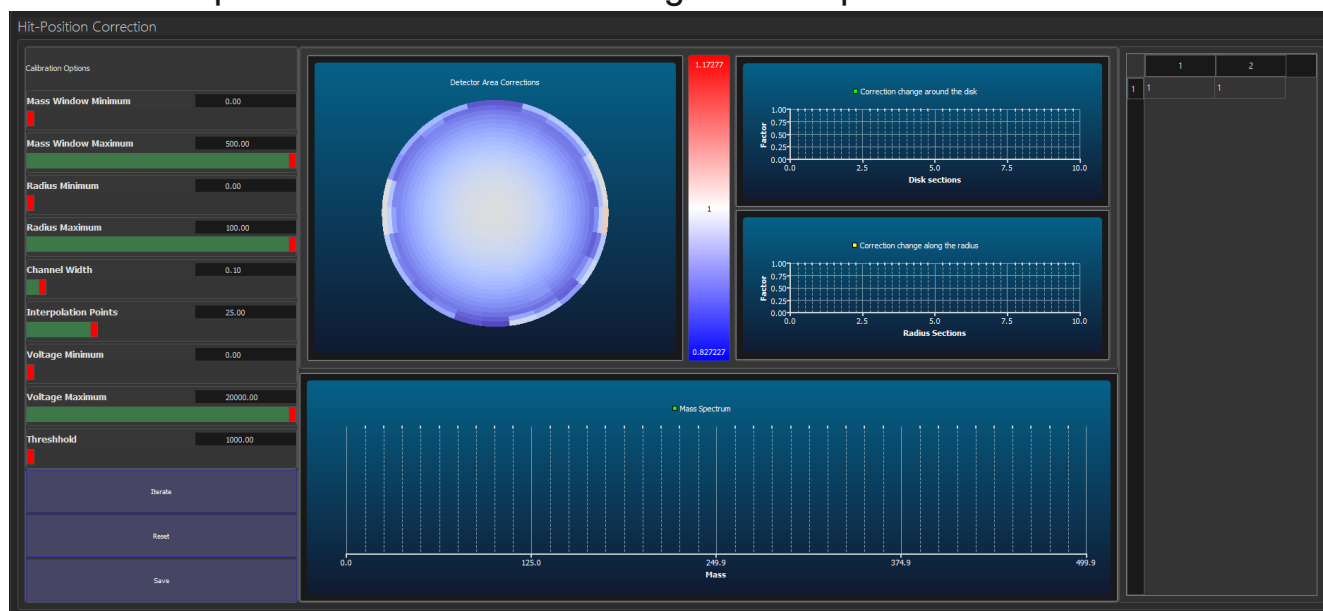 Hit-Position Correction
Calibration Options
Mass Window Minimum 0.00
Mass Window Maximum 500.00
Radius Minimum 0.00
Radius Maximum 100.00
Channel Width 0.10
Interpolation Points 25.00
Voltage Minimum 0.00
Voltage Maximum 20000.00
Threshhold 1000.00
Iterate
Reset
Save
Detector Area Corrections
1.17277
1
0.827227
Correction change around the disk
Factor
1.00
0.75
0.50
0.25
0.00
0.0 2.5 5.0 7.5 10.0
Disk sections
Correction change along the radius
Factor
1.00
0.75
0.50
0.25
0.00
0.0 2.5 5.0 7.5 10.0
Radius Sections
Mass Spectrum
0.0 125.0 249.9 374.9 499.9
Mass
1 2
1 1 1